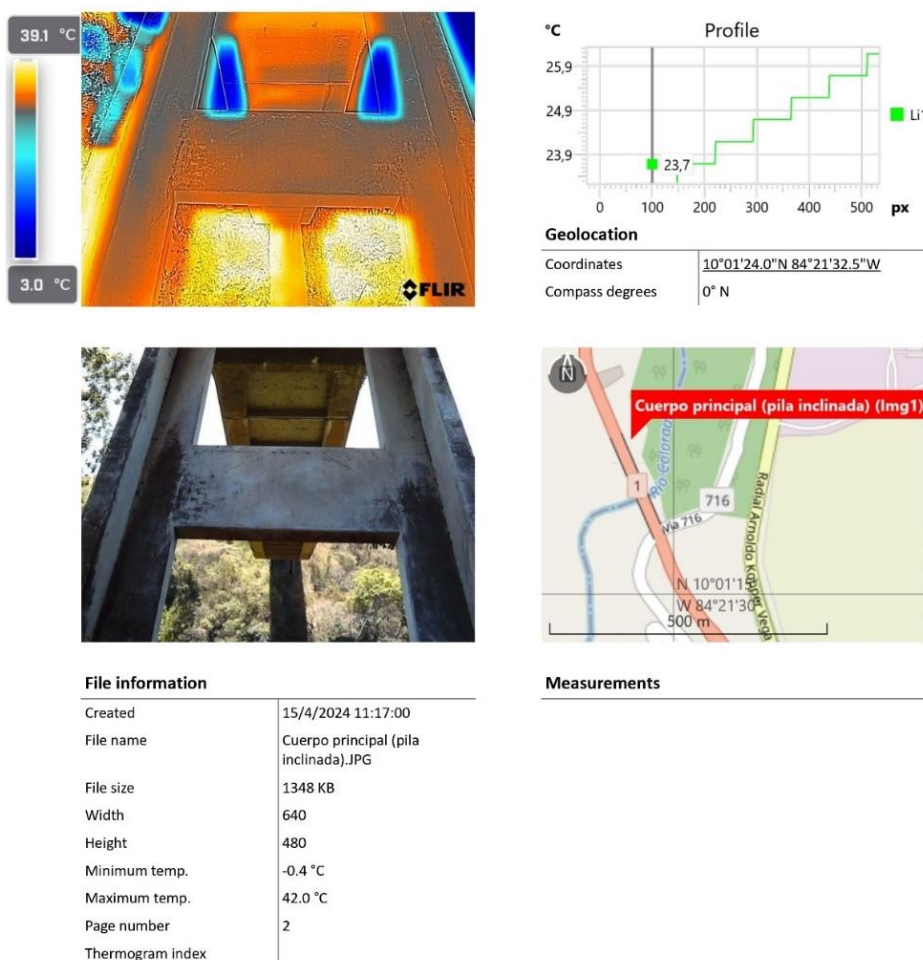 39.1 °C
3.0 °C
FLIR
°C
Profile
25,9
24,9
23,9
23,7
0
100
200
300
400
500
px
Geolocation
Coordinates 10°01'24.0"N 84°21'32.5"W
Compass degrees 0° N
N
Cuerpo principal (pila inclinada) (Img1)
Río Colorado
1
716
Vía 716
Radial Arnoldo Kopper Vega
N 10°01'15
W 84°21'30
500 m
File information
Created 15/4/2024 11:17:00
File name Cuerpo principal (pila
inclinada).JPG
File size 1348 KB
Width 640
Height 480
Minimum temp. -0.4 °C
Maximum temp. 42.0 °C
Page number 2
Thermogram index
Measurements